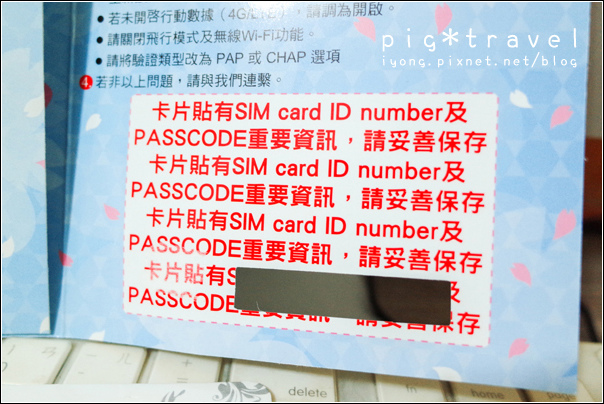 若未開啓行動數據（4G/LTE），請調為開啟。
• 請關閉飛行模式及無線Wi-Fi功能。
• 請將驗證類型改為 PAP 或 CHAP 選項
4. 若非以上問題，請與我們連繫。
pig*travel
iyong.pixnet.net/blog
卡片貼有SIM card ID number及
PASSCODE重要資訊，請妥善保存
卡片貼有SIM card ID number及
PASSCODE重要資訊，請妥善保存
卡片貼有SIM card ID number及
PASSCODE重要資訊，請妥善保存
卡片貼有S 及
PASSCODE重要資訊，請妥善保存
delete
home